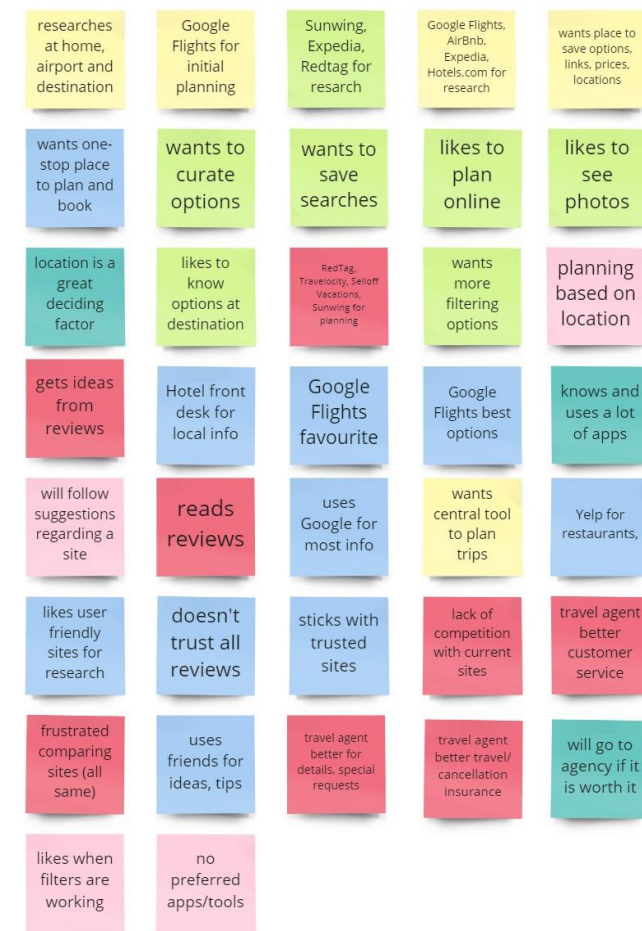 researches
at home,
airport and
destination
Google
Flights for
initial
planning
Sunwing,
Expedia,
Redtag for
resarch
Google Flights,
AirBnb,
Expedia,
Hotels.com for
research
wants place to
save options,
links, prices,
locations
wants one-
stop place
to plan and
book
wants to
curate
options
wants to
save
searches
likes to
plan
online
likes to
see
photos
location is a
great
deciding
factor
likes to
know
options at
destination
RedTag,
Travelocity, Selloff
Vacations,
Sunwing for
planning
wants
more
filtering
options
planning
based on
location
gets ideas
from
reviews
Hotel front
desk for
local info
Google
Flights
favourite
Google
Flights best
options
knows and
uses a lot
of apps
will follow
suggestions
regarding a
site
reads
reviews
uses
Google for
most info
wants
central tool
to plan
trips
Yelp for
restaurants,
likes user
friendly
sites for
research
doesn't
trust all
reviews
sticks with
trusted
sites
lack of
competition
with current
sites
travel agent
better
customer
service
frustrated
comparing
sites (all
same)
uses
friends for
ideas, tips
travel agent
better for
details, special
requests
travel agent
better travel/
cancellation
insurance
will go to
agency if it
is worth it
likes when
filters are
working
no
preferred
apps/tools